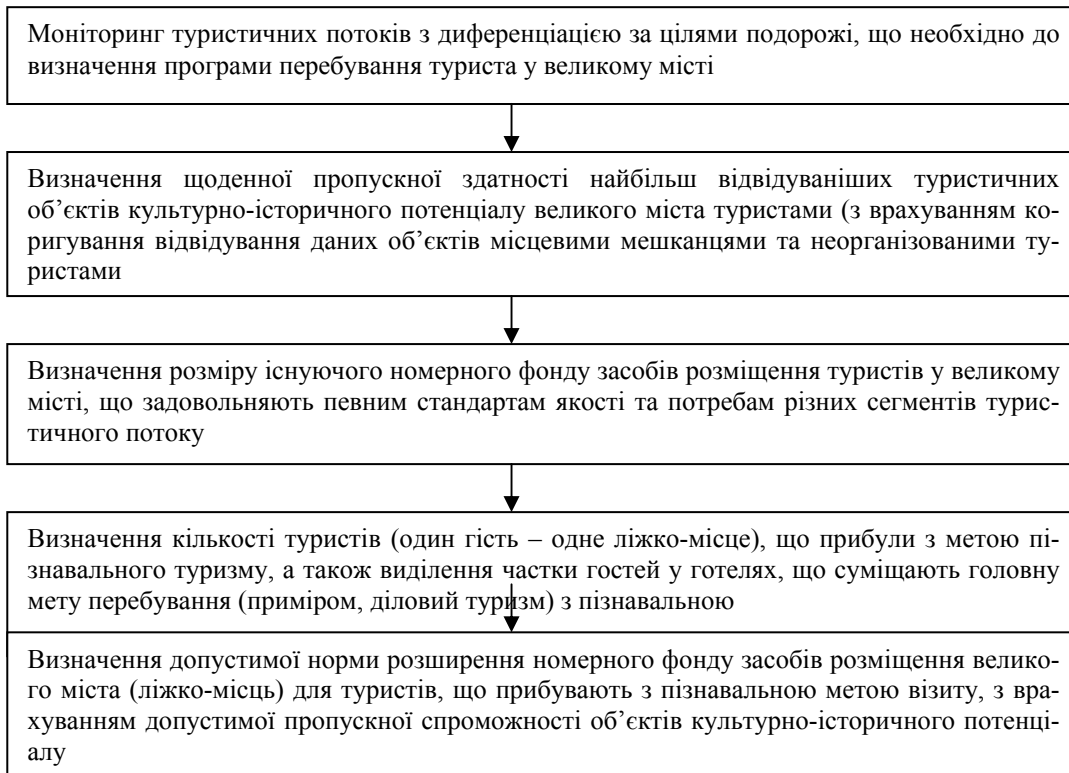 Моніторинг туристичних потоків з диференціацією за цілями подорожі, що необхідно до
визначення програми перебування туриста у великому місті
Визначення щоденної пропускної здатності найбільш відвідуваніших туристичних
об’єктів культурно-історичного потенціалу великого міста туристами (з врахуванням ко-
ригування відвідування даних об’єктів місцевими мешканцями та неорганізованими ту-
ристами
Визначення розміру існуючого номерного фонду засобів розміщення туристів у великому
місті, що задовольняють певним стандартам якості та потребам різних сегментів турис-
тичного потоку
Визначення кількості туристів (один гість – одне ліжко-місце), що прибули з метою пі-
знавального туризму, а також виділення частки гостей у готелях, що суміщають головну
мету перебування (приміром, діловий туризм) з пізнавальною
Визначення допустимої норми розширення номерного фонду засобів розміщення велико-
го міста (ліжко-місць) для туристів, що прибувають з пізнавальною метою візиту, з вра-
хуванням допустимої пропускної спроможності об’єктів культурно-історичного потенці-
алу